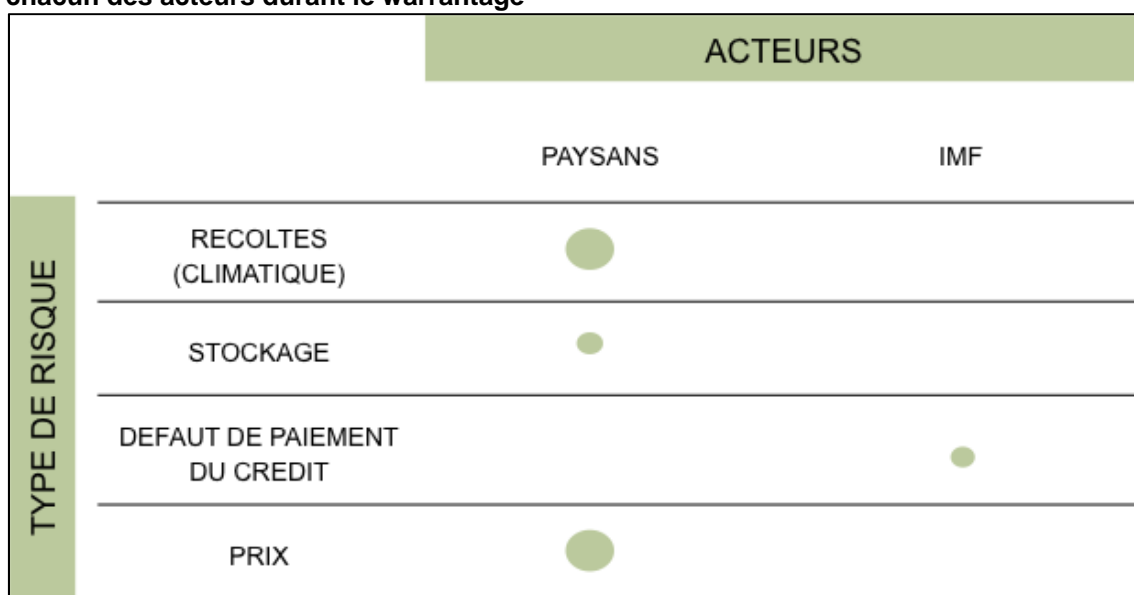 chacun des acteurs durant le warrantage
ACTEURS
PAYSANS IMF
TYPE DE RISQUE
RECOLTES
(CLIMATIQUE)
STOCKAGE
DEFAUT DE PAIEMENT
DU CREDIT
PRIX